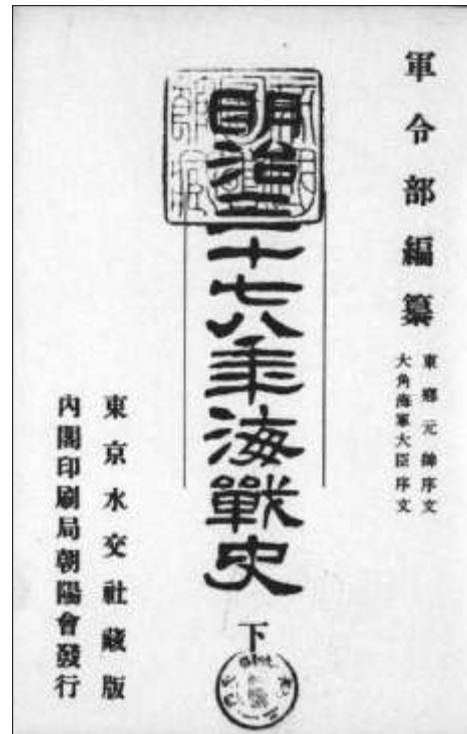 軍令部編纂
東鄉元帥序文
大角海軍大臣序文
明治三十七八年海戰史
下
東京水交社藏版
內閣印刷局朝陽會發行